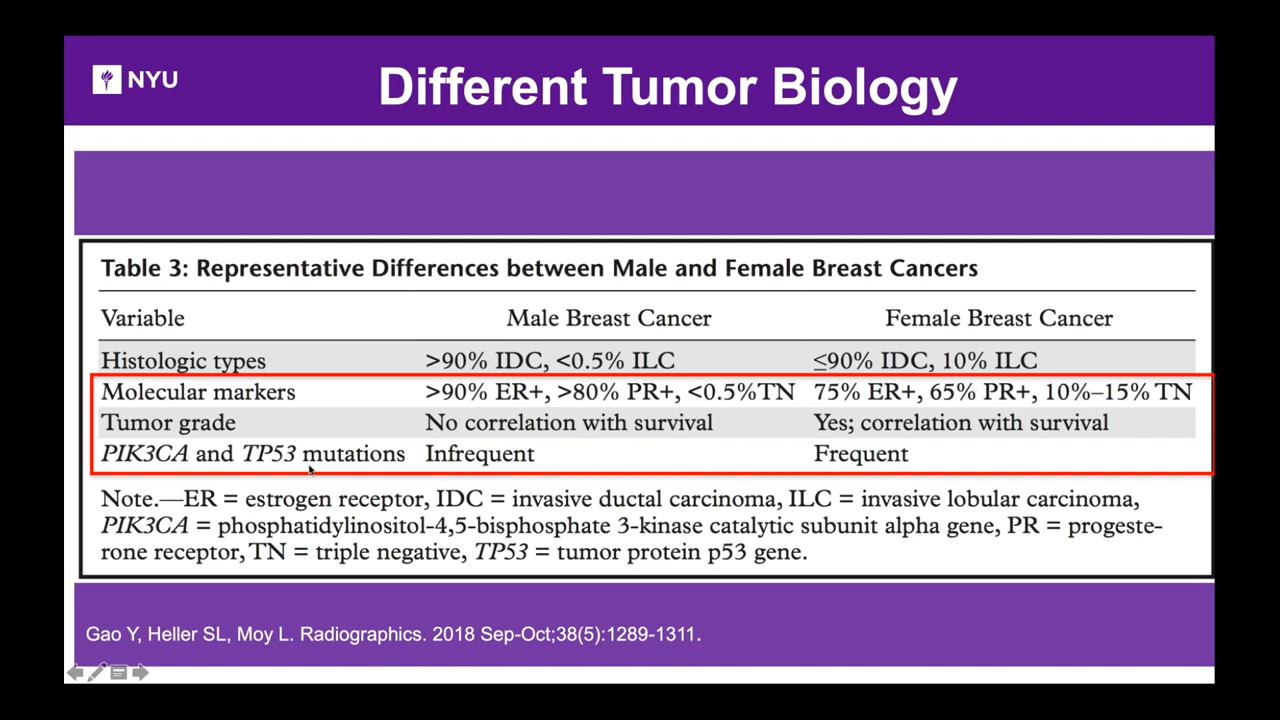 NYU
Different Tumor Biology
Table 3: Representative Differences between Male and Female Breast Cancers
Variable Male Breast Cancer Female Breast Cancer
Histologic types >90% IDC, <0.5% ILC ≤90% IDC, 10% ILC
Molecular markers >90% ER+, >80% PR+, <0.5%TN 75% ER+, 65% PR+, 10%–15% TN
Tumor grade No correlation with survival Yes; correlation with survival
PIK3CA and TP53 mutations Infrequent Frequent
Note.—ER = estrogen receptor, IDC = invasive ductal carcinoma, ILC = invasive lobular carcinoma,
PIK3CA = phosphatidylinositol-4,5-bisphosphate 3-kinase catalytic subunit alpha gene, PR = progeste-
rone receptor, TN = triple negative, TP53 = tumor protein p53 gene.
Gao Y, Heller SL, Moy L. Radiographics. 2018 Sep-Oct;38(5):1289-1311.